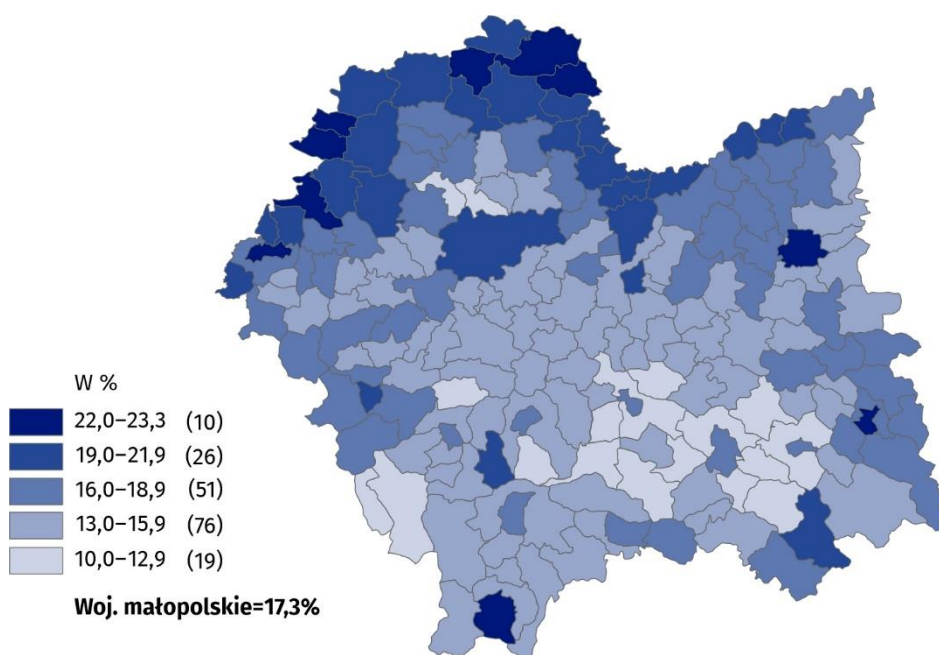 W %
22,0–23,3 (10)
19,0–21,9 (26)
16,0–18,9 (51)
13,0–15,9 (76)
10,0–12,9 (19)
Woj. małopolskie=17,3%